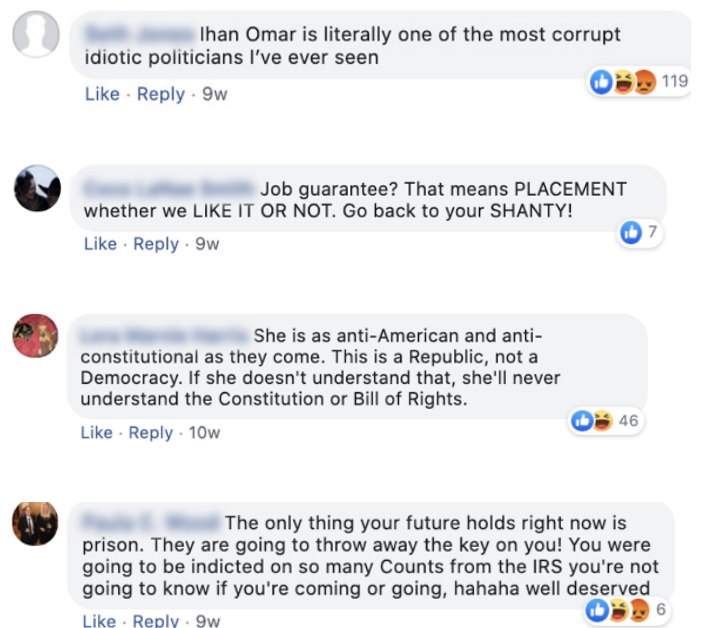 Ihan Omar is literally one of the most corrupt
idiotic politicians I've ever seen
119
Like · Reply · 9w
Job guarantee? That means PLACEMENT
whether we LIKE IT OR NOT. Go back to your SHANTY!
7
Like · Reply · 9w
She is as anti-American and anti-
constitutional as they come. This is a Republic, not a
Democracy. If she doesn't understand that, she'll never
understand the Constitution or Bill of Rights.
46
Like · Reply · 10w
The only thing your future holds right now is
prison. They are going to throw away the key on you! You were
going to be indicted on so many Counts from the IRS you're not
going to know if you're coming or going, hahaha well deserved
6
Like · Reply · 9w